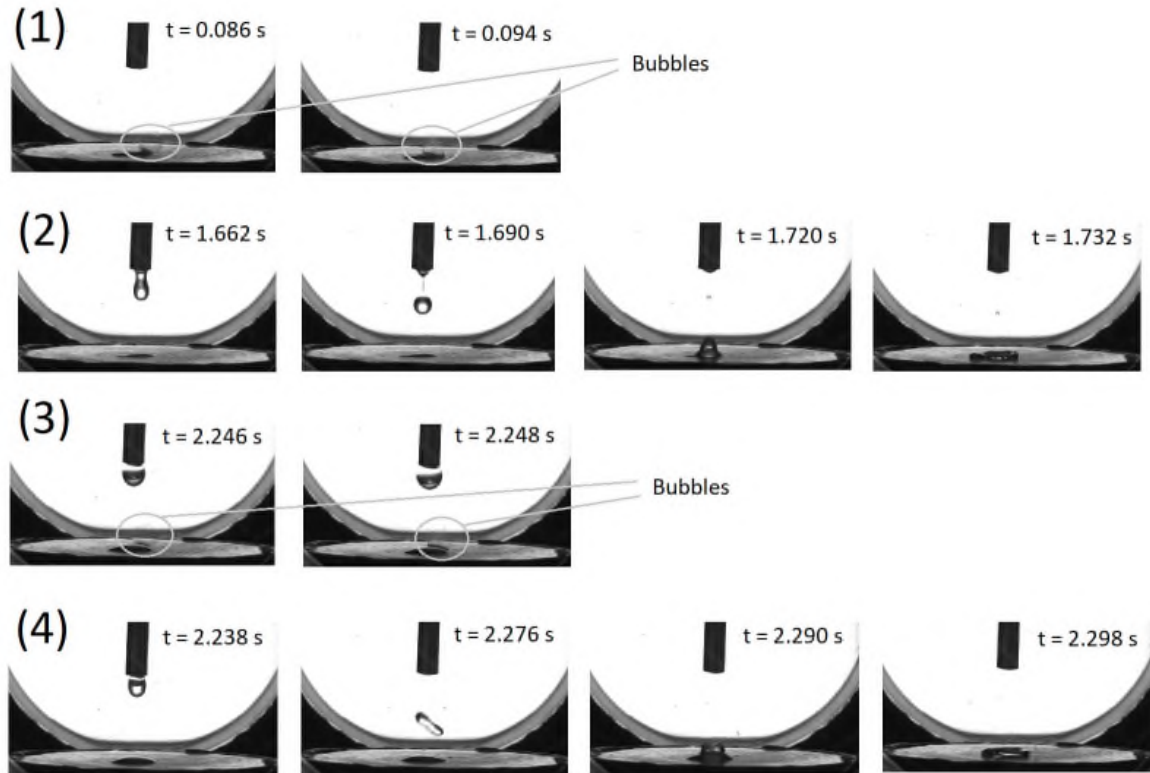 (1)
t = 0.086 s
t = 0.094 s
Bubbles
(2)
t = 1.662 s
t = 1.690 s
t = 1.720 s
t = 1.732 s
(3)
t = 2.246 s
t = 2.248 s
Bubbles
(4)
t = 2.238 s
t = 2.276 s
t = 2.290 s
t = 2.298 s